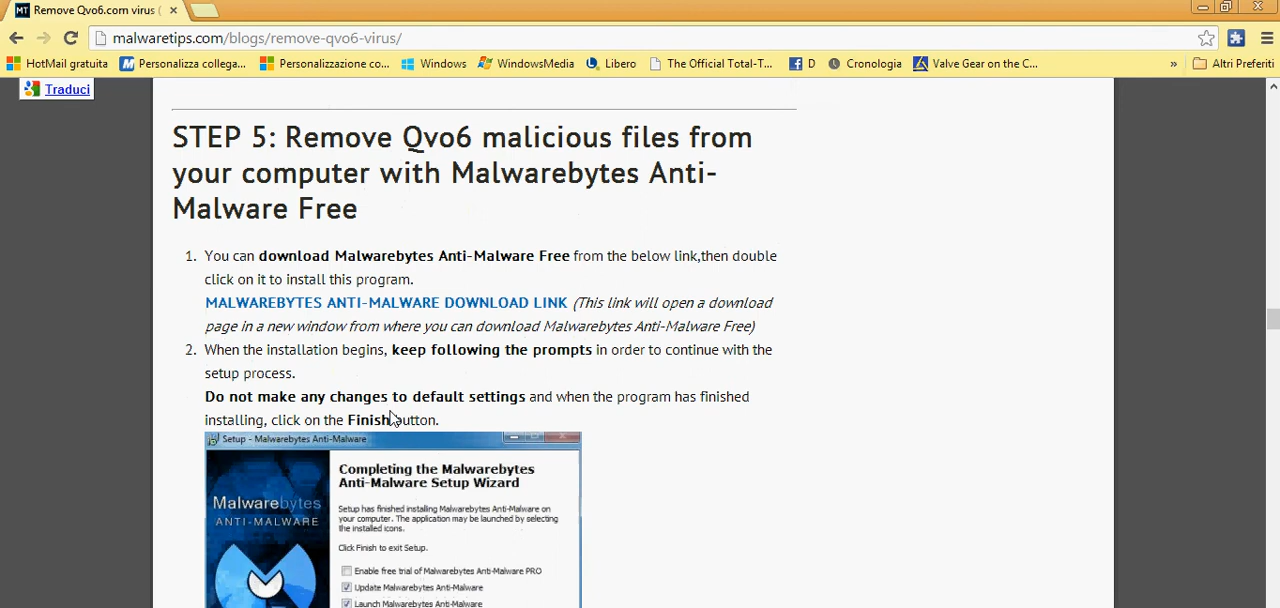 Remove Qvo6.com virus (
malwaretips.com/blogs/remove-qvo6-virus/
HotMail gratuita
Personalizza collega...
Personalizzazione co...
Windows
WindowsMedia
Libero
The Official Total-T...
D
Cronologia
Valve Gear on the C...
»
Altri Preferiti
Traduci
STEP 5: Remove Qvo6 malicious files from
your computer with Malwarebytes Anti-
Malware Free
1. You can download Malwarebytes Anti-Malware Free from the below link,then double
click on it to install this program.
MALWAREBYTES ANTI-MALWARE DOWNLOAD LINK (This link will open a download
page in a new window from where you can download Malwarebytes Anti-Malware Free)
2. When the installation begins, keep following the prompts in order to continue with the
setup process.
Do not make any changes to default settings and when the program has finished
installing, click on the Finish button.
Setup - Malwarebytes Anti-Malware
Malwarebytes
ANTI-MALWARE
Completing the Malwarebytes
Anti-Malware Setup Wizard
Setup has finished installing Malwarebytes Anti-Malware on
your computer. The application may be launched by selecting
the installed icons.
Click Finish to exit Setup.
Enable free trial of Malwarebytes Anti-Malware PRO
Update Malwarebytes Anti-Malware
Launch Malwarebytes Anti-Malware